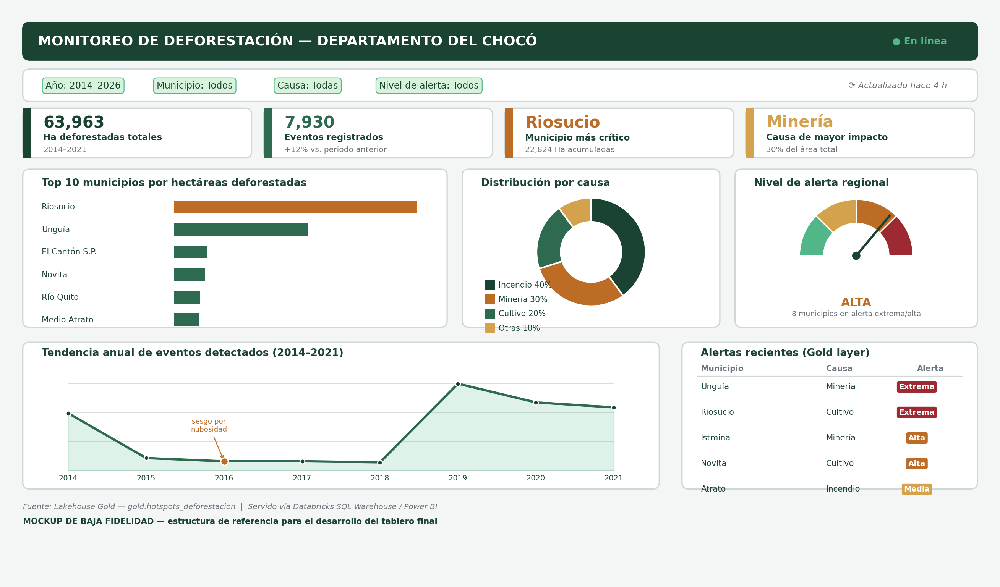 MONITOREO DE DEFORESTACIÓN — DEPARTAMENTO DEL CHOCÓ
● En línea
Año: 2014–2026
Municipio: Todos
Causa: Todas
Nivel de alerta: Todos
⟳ Actualizado hace 4 h
63,963
Ha deforestadas totales
2014–2021
7,930
Eventos registrados
+12% vs. periodo anterior
Riosucio
Municipio más crítico
22,824 Ha acumuladas
Minería
Causa de mayor impacto
30% del área total
Top 10 municipios por hectáreas deforestadas
Riosucio
Unguía
El Cantón S.P.
Novita
Río Quito
Medio Atrato
Distribución por causa
Incendio 40%
Minería 30%
Cultivo 20%
Otras 10%
Nivel de alerta regional
ALTA
8 municipios en alerta extrema/alta
Tendencia anual de eventos detectados (2014–2021)
sesgo por
nubosidad
2014 2015 2016 2017 2018 2019 2020 2021
Alertas recientes (Gold layer)
Municipio Causa Alerta
Unguía Minería Extrema
Riosucio Cultivo Extrema
Istmina Minería Alta
Novita Cultivo Alta
Atrato Incendio Media
Fuente: Lakehouse Gold — gold.hotspots_deforestacion | Servido vía Databricks SQL Warehouse / Power BI
MOCKUP DE BAJA FIDELIDAD — estructura de referencia para el desarrollo del tablero final